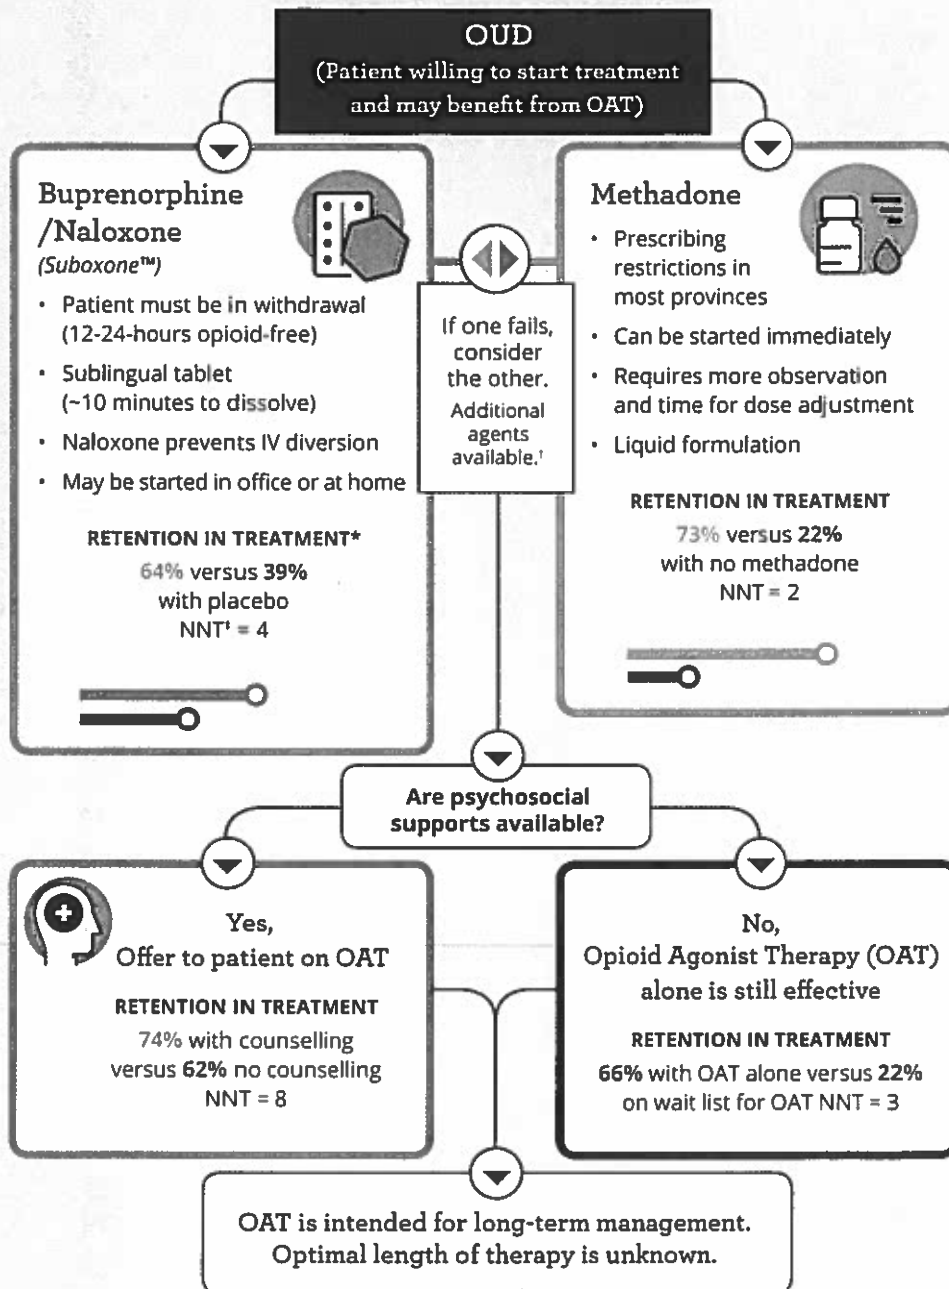 OUD
(Patient willing to start treatment
and may benefit from OAT)
Buprenorphine
/Naloxone
(Suboxone™)
• Patient must be in withdrawal
(12-24-hours opioid-free)
• Sublingual tablet
(~10 minutes to dissolve)
• Naloxone prevents IV diversion
• May be started in office or at home
RETENTION IN TREATMENT*
64% versus 39%
with placebo
NNT‡ = 4
If one fails,
consider
the other.
Additional
agents
available.†
Methadone
• Prescribing
restrictions in
most provinces
• Can be started immediately
• Requires more observation
and time for dose adjustment
• Liquid formulation
RETENTION IN TREATMENT
73% versus 22%
with no methadone
NNT = 2
Are psychosocial
supports available?
Yes,
Offer to patient on OAT
RETENTION IN TREATMENT
74% with counselling
versus 62% no counselling
NNT = 8
No,
Opioid Agonist Therapy (OAT)
alone is still effective
RETENTION IN TREATMENT
66% with OAT alone versus 22%
on wait list for OAT NNT = 3
OAT is intended for long-term management.
Optimal length of therapy is unknown.